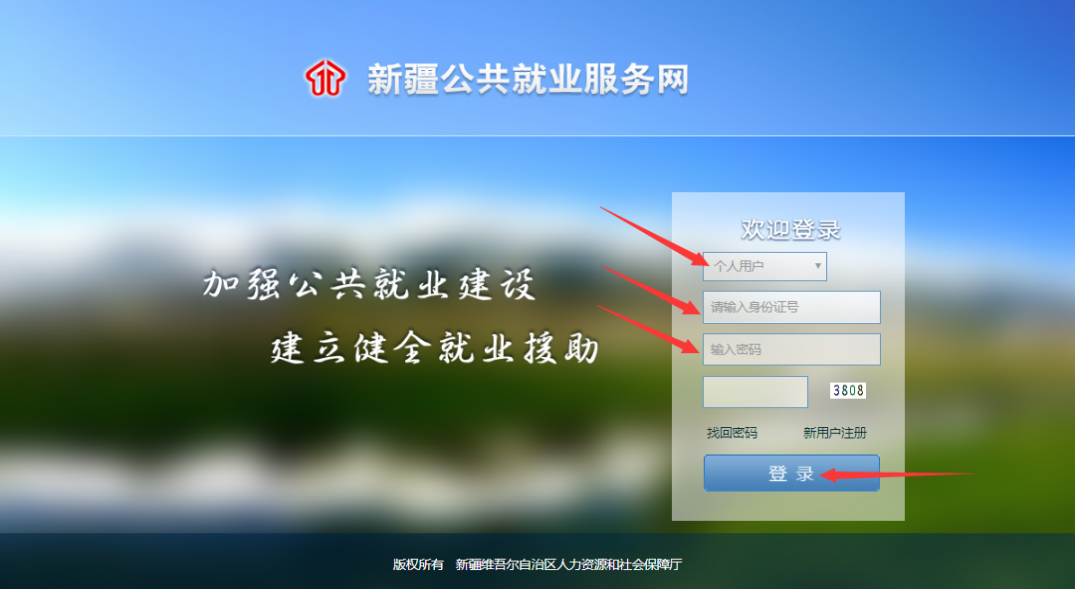 新疆公共就业服务网
欢迎登录
个人用户
请输入身份证号
输入密码
3808
找回密码 新用户注册
登录
加强公共就业建设
建立健全就业援助
版权所有 新疆维吾尔自治区人力资源和社会保障厅